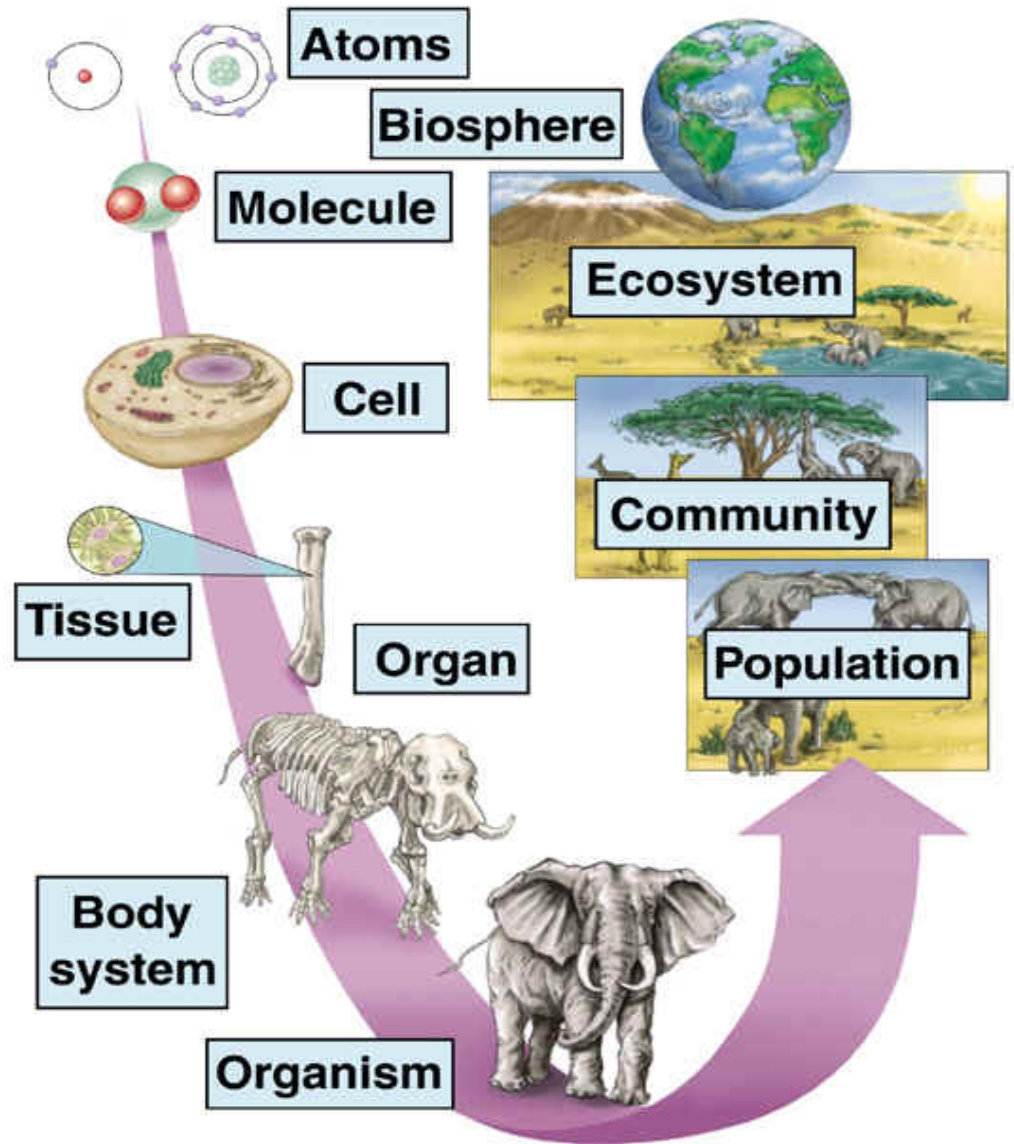 Atoms
Biosphere
Molecule
Ecosystem
Cell
Community
Tissue
Organ
Population
Body
system
Organism